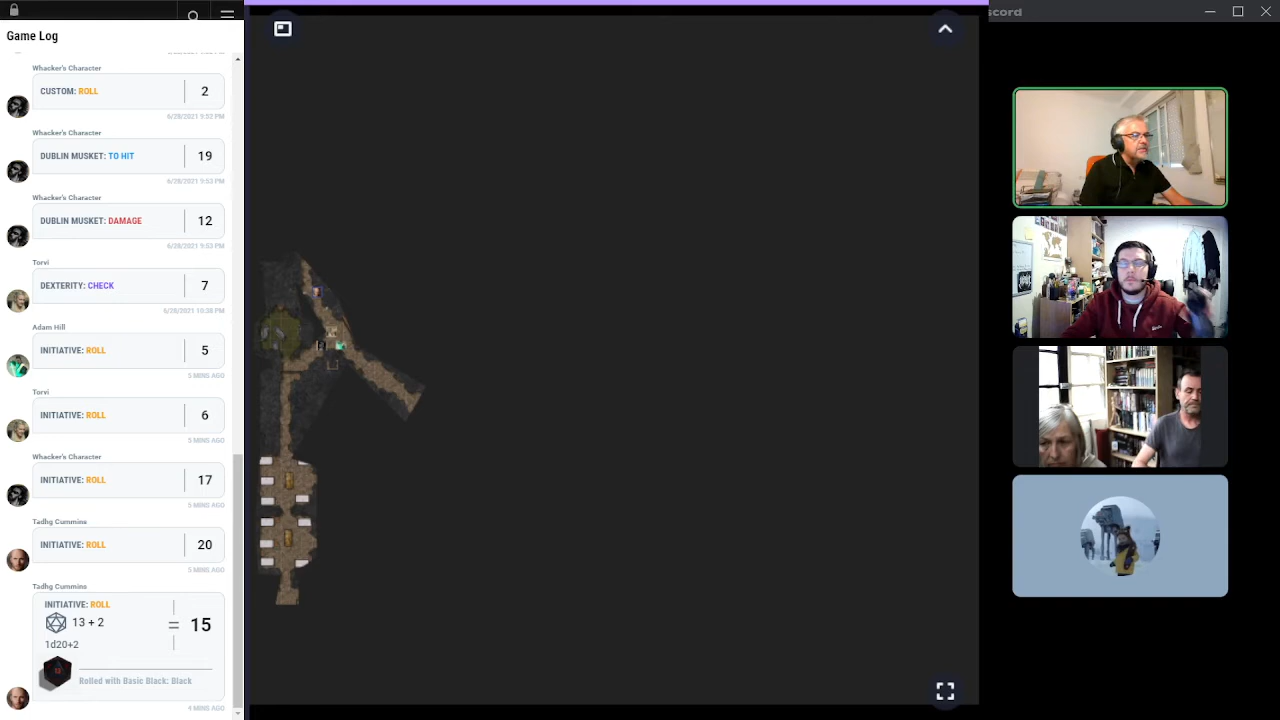 scord
Game Log
Whacker's Character
CUSTOM: ROLL
2
6/28/2021 9:52 PM
Whacker's Character
DUBLIN MUSKET: TO HIT
19
6/28/2021 9:53 PM
Whacker's Character
DUBLIN MUSKET: DAMAGE
12
6/28/2021 9:53 PM
Torvi
DEXTERITY: CHECK
7
6/28/2021 10:38 PM
Adam Hill
INITIATIVE: ROLL
5
5 MINS AGO
Torvi
INITIATIVE: ROLL
6
5 MINS AGO
Whacker's Character
INITIATIVE: ROLL
17
5 MINS AGO
Tadhg Cummins
INITIATIVE: ROLL
20
5 MINS AGO
Tadhg Cummins
INITIATIVE: ROLL
13 + 2
= 15
1d20+2
Rolled with Basic Black: Black
4 MINS AGO